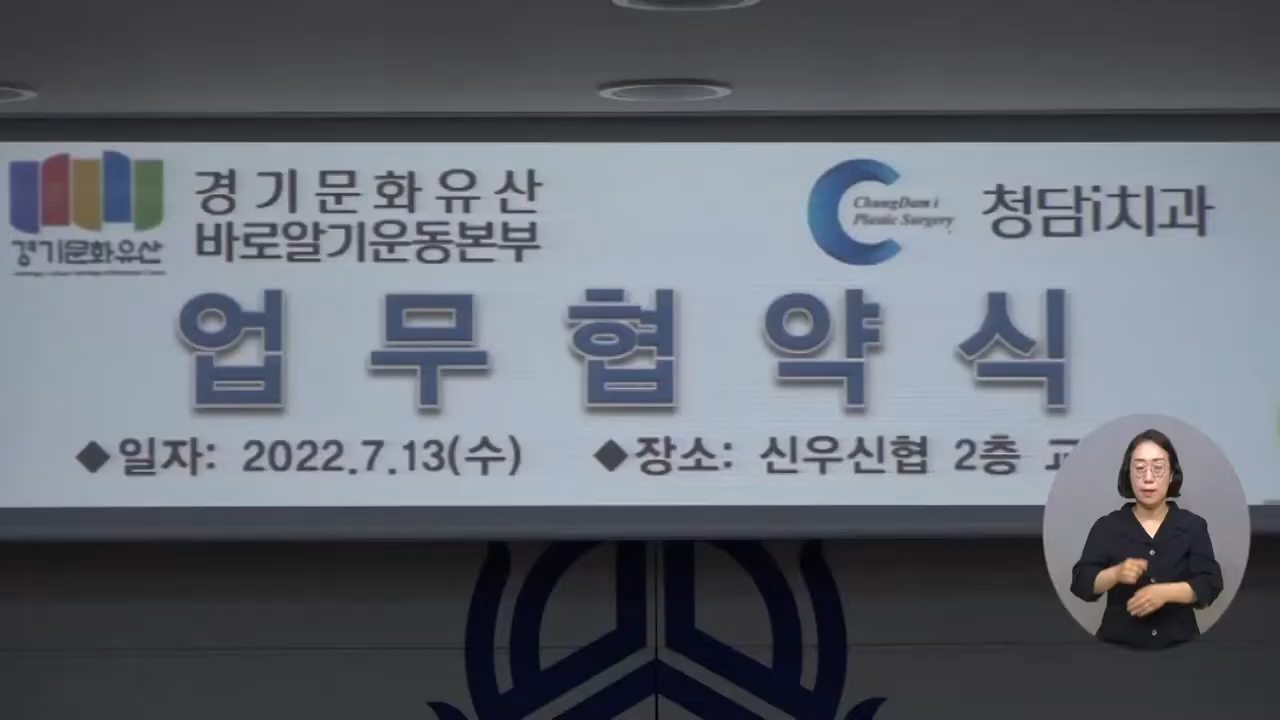 경기문화유산
바로알기운동본부
경기문화유산
ChungDam i
Plastic Surgery
청담i치과
업무협약식
◆일자: 2022.7.13(수) ◆장소: 신우신협 2층